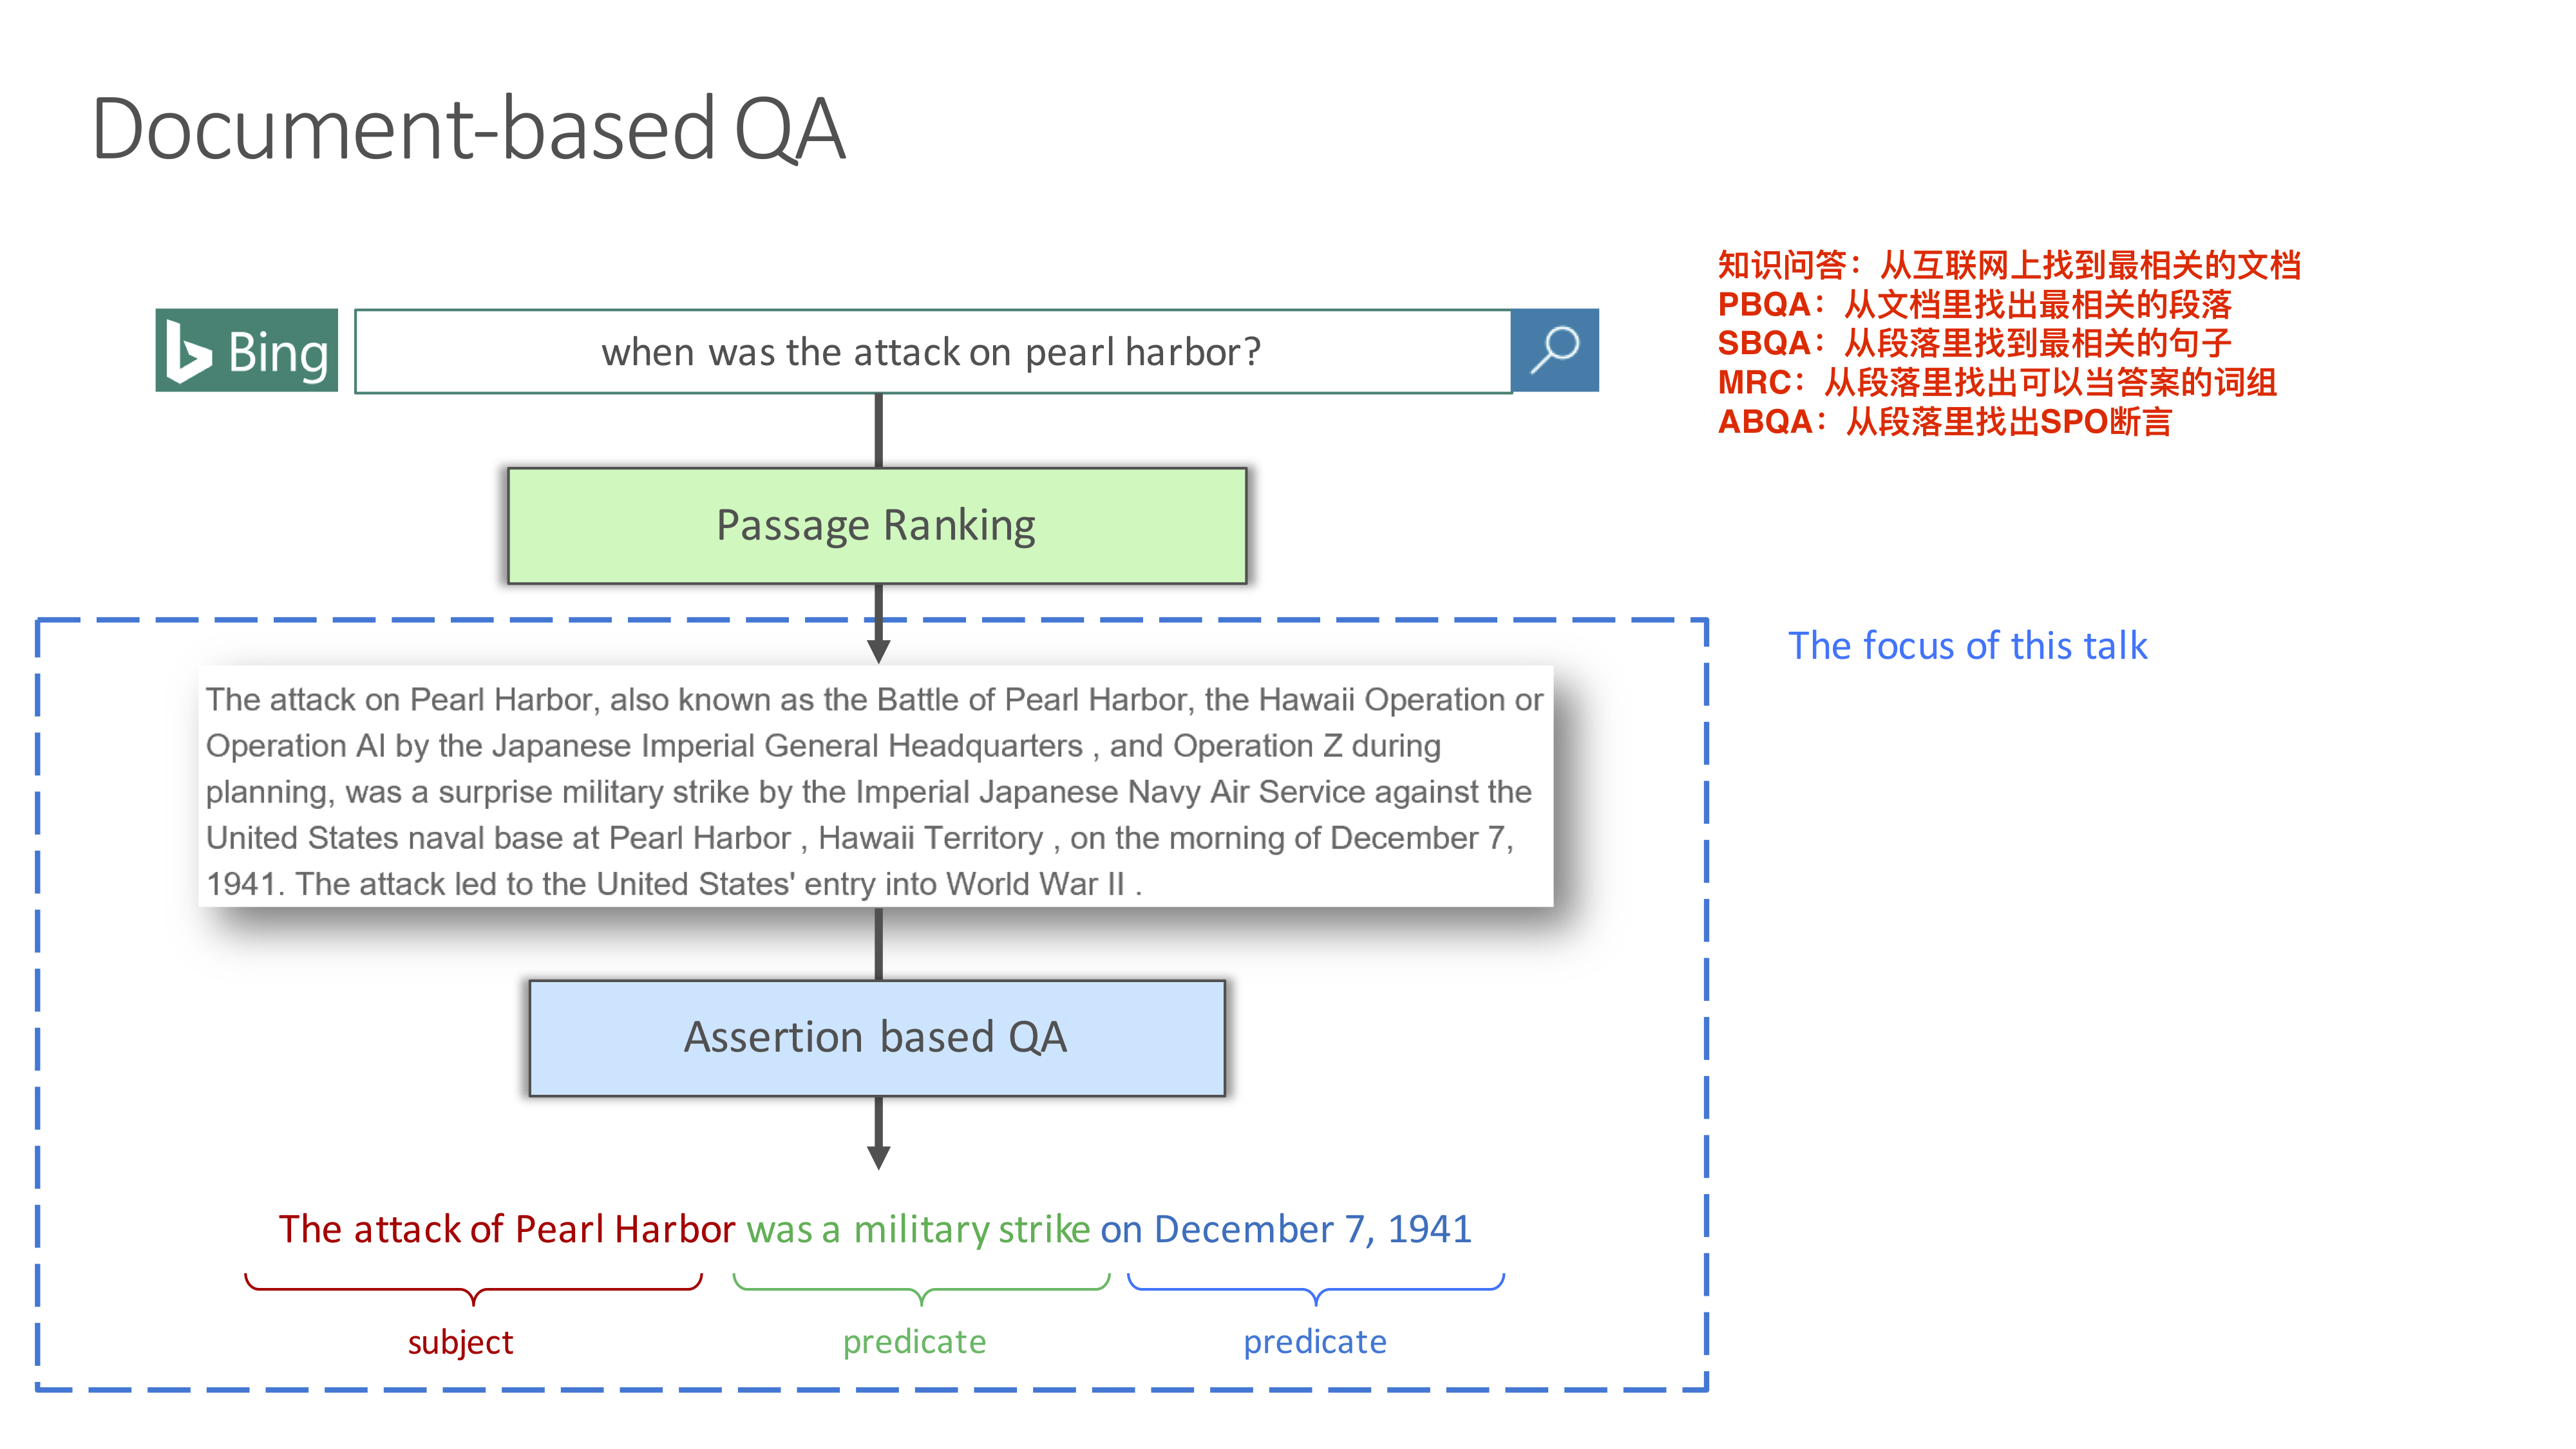 Document-based QA
知识问答：从互联网上找到最相关的文档
PBQA：从文档里找出最相关的段落
SBQA：从段落里找到最相关的句子
MRC：从段落里找出可以当答案的词组
ABQA：从段落里找出SPO断言
Bing
when was the attack on pearl harbor?
Passage Ranking
The focus of this talk
The attack on Pearl Harbor, also known as the Battle of Pearl Harbor, the Hawaii Operation or
Operation AI by the Japanese Imperial General Headquarters , and Operation Z during
planning, was a surprise military strike by the Imperial Japanese Navy Air Service against the
United States naval base at Pearl Harbor , Hawaii Territory , on the morning of December 7,
1941. The attack led to the United States' entry into World War II .
Assertion based QA
The attack of Pearl Harbor was a military strike on December 7, 1941
subject predicate predicate